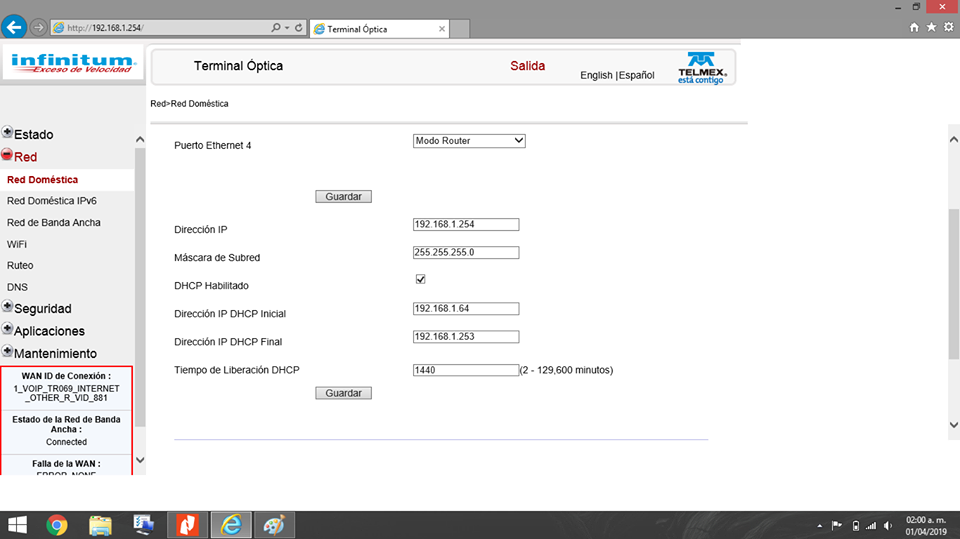 http://192.168.1.254/
Terminal Óptica
infinitum
Exceso de Velocidad
Terminal Óptica
Salida
English |Español
TELMEX
está contigo
Red>Red Doméstica
Estado
Red
Red Doméstica
Red Doméstica IPv6
Red de Banda Ancha
WiFi
Ruteo
DNS
Seguridad
Aplicaciones
Mantenimiento
WAN ID de Conexión :
1_VOIP_TR069_INTERNET
_OTHER_R_VID_881
Estado de la Red de Banda
Ancha :
Connected
Falla de la WAN :
ERROR_NONE
Puerto Ethernet 4 Modo Router
Guardar
Dirección IP 192.168.1.254
Máscara de Subred 255.255.255.0
DHCP Habilitado
Dirección IP DHCP Inicial 192.168.1.64
Dirección IP DHCP Final 192.168.1.253
Tiempo de Liberación DHCP 1440 (2 - 129,600 minutos)
Guardar
02:00 a. m.
01/04/2019